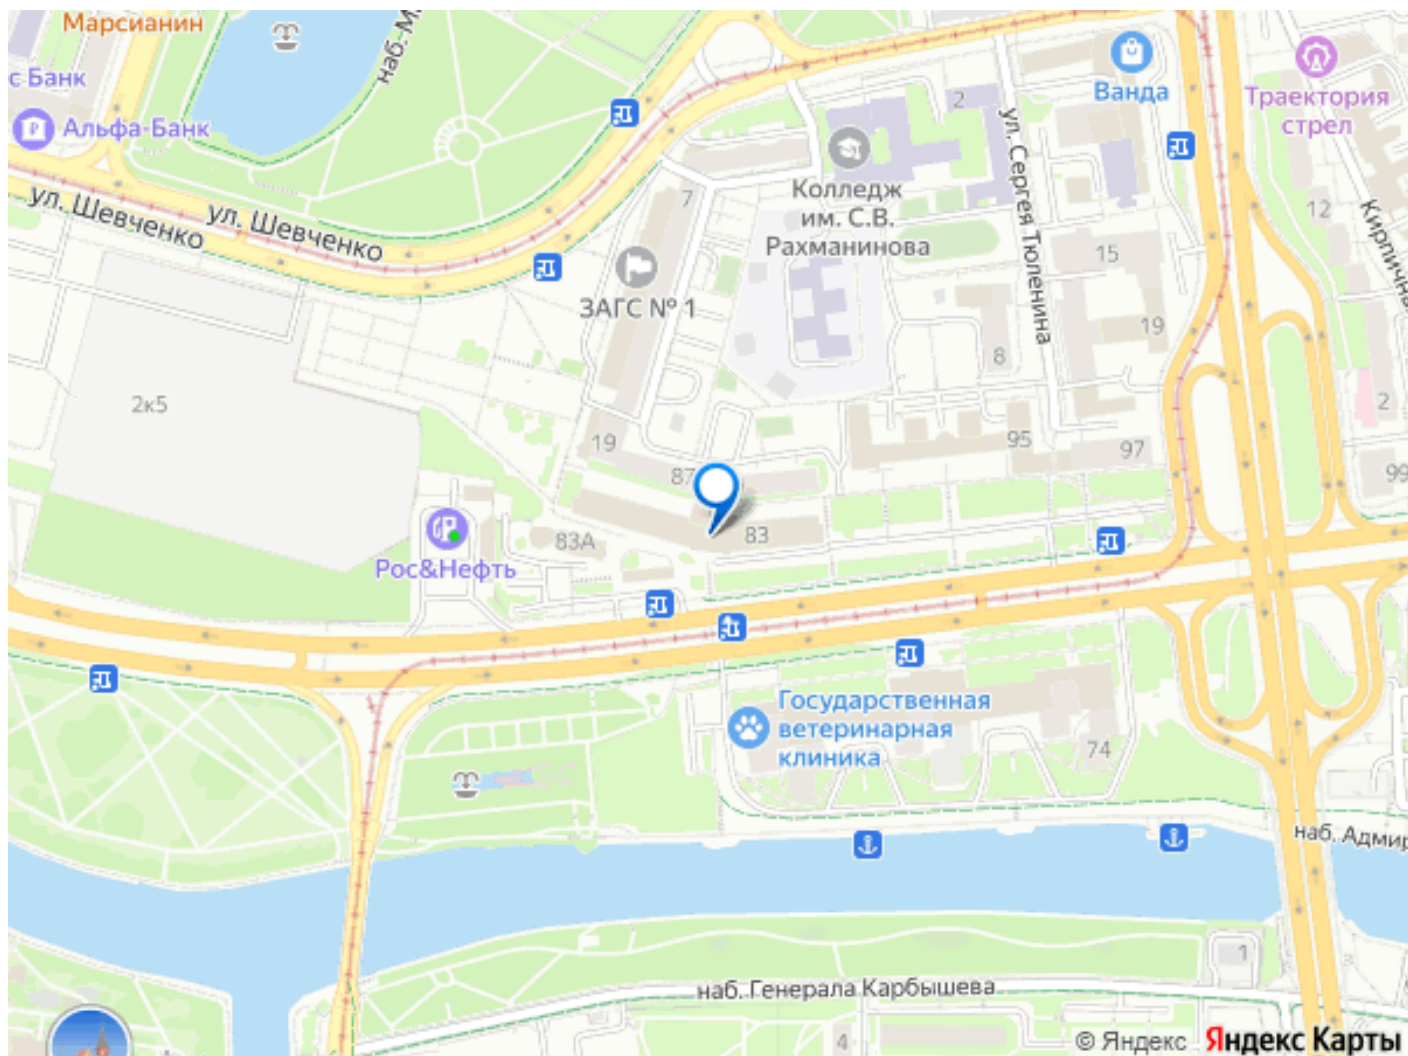 Марсианин
наб. М
с Банк
Альфа-Банк
ул. Шевченко
ул. Шевченко
Ванда
Траектория
стрел
2
ул. Сергея Тюленина
Колледж
им. С.В.
Рахманинова
7
12
Кирпичная
15
ЗАГС № 1
19
8
2к5
2
19
95
97
87
99
83
83А
Рос&Нефть
Государственная
ветеринарная
клиника
74
наб. Адмир
1
наб. Генерала Карбышева
4
3
© Яндекс Яндекс Карты